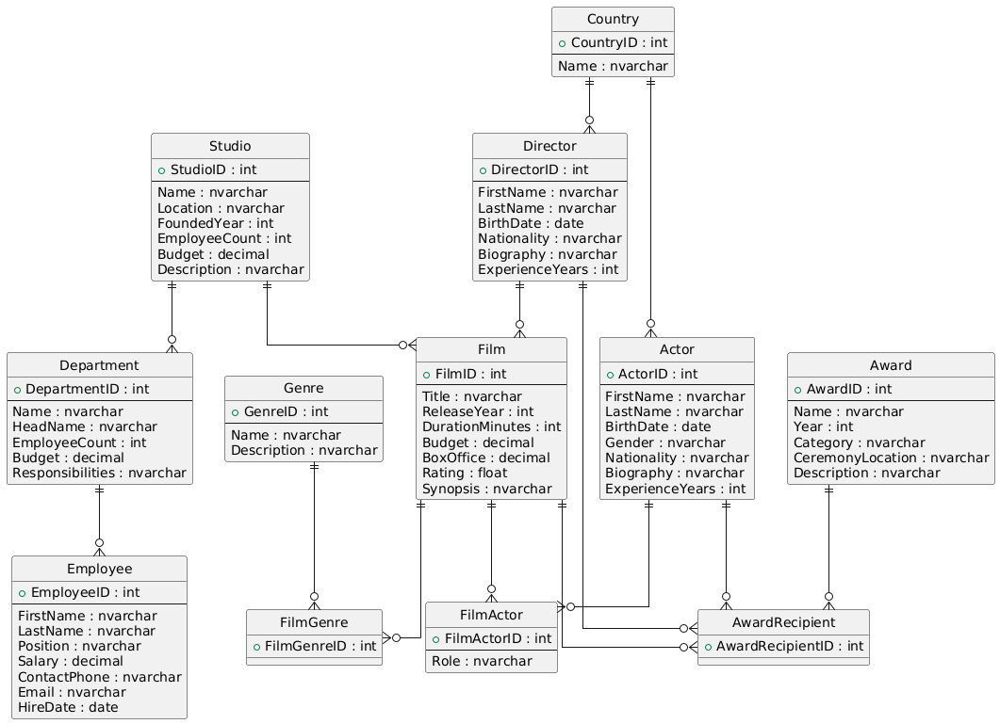 Country
CountryID : int
Name : nvarchar
Studio
StudioID : int
Name : nvarchar
Location : nvarchar
FoundedYear : int
EmployeeCount : int
Budget : decimal
Description : nvarchar
Director
DirectorID : int
FirstName : nvarchar
LastName : nvarchar
BirthDate : date
Nationality : nvarchar
Biography : nvarchar
ExperienceYears : int
Department
DepartmentID : int
Name : nvarchar
HeadName : nvarchar
EmployeeCount : int
Budget : decimal
Responsibilities : nvarchar
Genre
GenreID : int
Name : nvarchar
Description : nvarchar
Film
FilmID : int
Title : nvarchar
ReleaseYear : int
DurationMinutes : int
Budget : decimal
BoxOffice : decimal
Rating : float
Synopsis : nvarchar
Actor
ActorID : int
FirstName : nvarchar
LastName : nvarchar
BirthDate : date
Gender : nvarchar
Nationality : nvarchar
Biography : nvarchar
ExperienceYears : int
Award
AwardID : int
Name : nvarchar
Year : int
Category : nvarchar
CeremonyLocation : nvarchar
Description : nvarchar
Employee
EmployeeID : int
FirstName : nvarchar
LastName : nvarchar
Position : nvarchar
Salary : decimal
ContactPhone : nvarchar
Email : nvarchar
HireDate : date
FilmGenre
FilmGenreID : int
FilmActor
FilmActorID : int
Role : nvarchar
AwardRecipient
AwardRecipientID : int